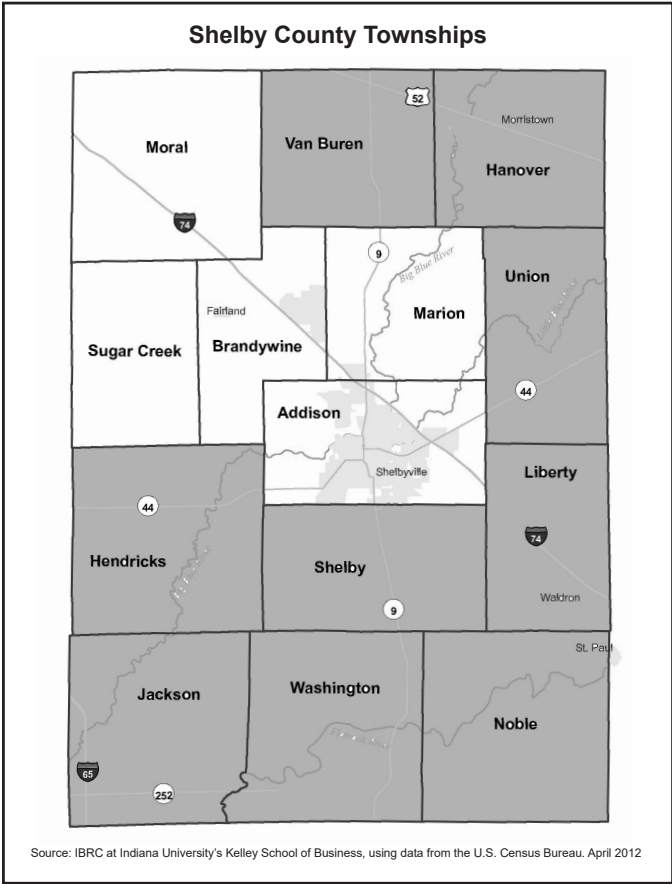 Shelby County Townships
52
Morristown
Moral
Van Buren
Hanover
74
9
Big Blue River
Union
Fairland
Marion
Sugar Creek
Brandywine
44
Addison
Shelbyville
Liberty
44
74
Hendricks
Shelby
Waldron
9
St. Paul
Jackson
Washington
Noble
65
252
Source: IBRC at Indiana University's Kelley School of Business, using data from the U.S. Census Bureau. April 2012